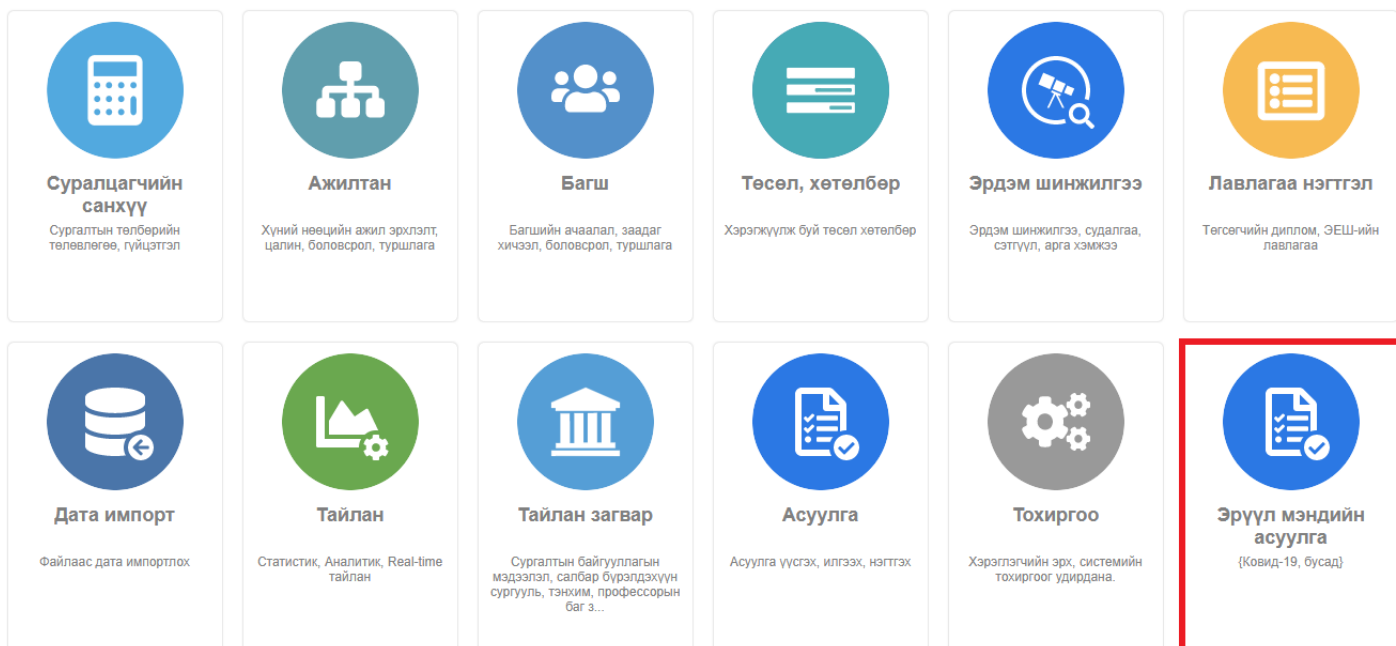 Суралцагчийн
санхүү
Сургалтын төлбөрийн
төлөвлөгөө, гүйцэтгэл
Ажилтан
Хүний нөөцийн ажил эрхлэлт,
цалин, боловсрол, туршлага
Багш
Багшийн ачаалал, заадаг
хичээл, боловсрол, туршлага
Төсөл, хөтөлбөр
Хэрэгжүүлж буй төсөл хөтөлбөр
Эрдэм шинжилгээ
Эрдэм шинжилгээ, судалгаа,
сэтгүүл, арга хэмжээ
Лавлагаа нэгтгэл
Төгсөгчийн диплом, ЭЕШ-ийн
лавлагаа
Дата импорт
Файлаас дата импортлох
Тайлан
Статистик, Аналитик, Real-time
тайлан
Тайлан загвар
Сургалтын байгууллагын
мэдээлэл, салбар бүрэлдэхүүн
сургууль, тэнхим, профессорын
баг з...
Асуулга
Асуулга үүсгэх, илгээх, нэгтгэх
Тохиргоо
Хэрэглэгчийн эрх, системийн
тохиргоог удирдана.
Эрүүл мэндийн
асуулга
{Ковид-19, бусад}